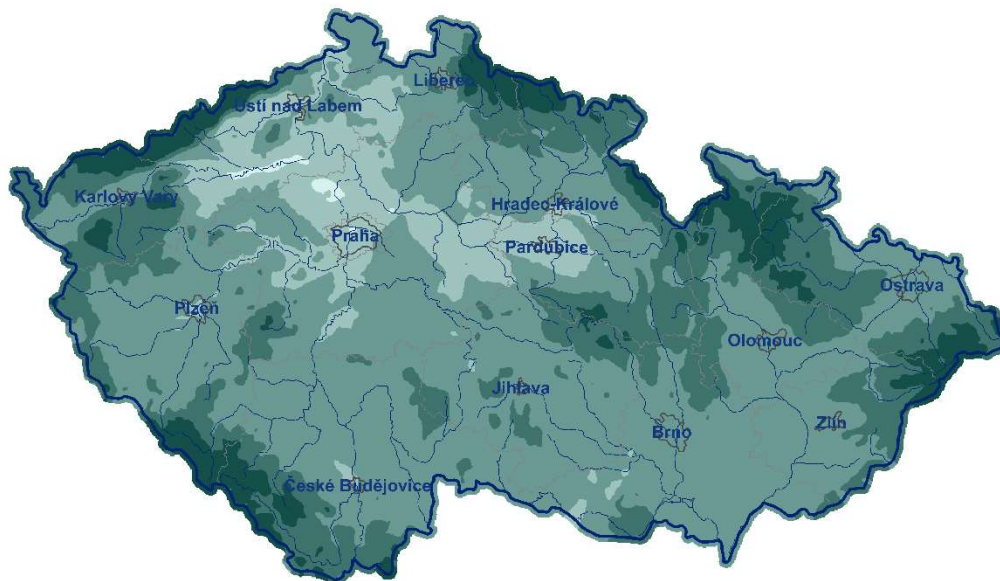 Liberec
Ústí nad Labem
Karlovy Vary
Hradec Králové
Praha
Pardubice
Ostrava
Plzeň
Olomouc
Jihlava
Zlín
Brno
České Budějovice